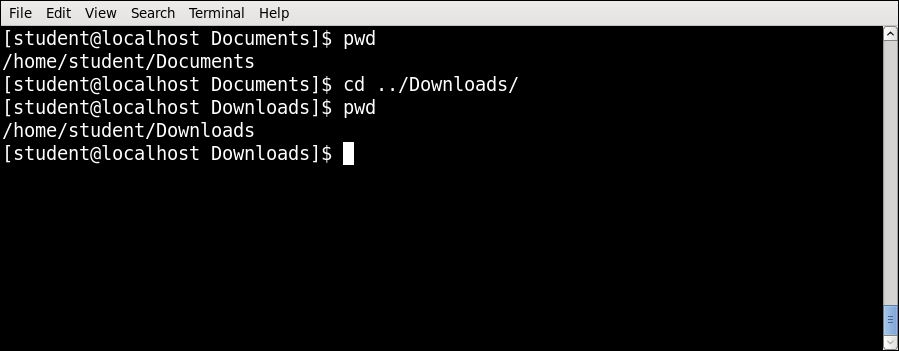 File Edit View Search Terminal Help
[student@localhost Documents]$ pwd
/home/student/Documents
[student@localhost Documents]$ cd ../Downloads/
[student@localhost Downloads]$ pwd
/home/student/Downloads
[student@localhost Downloads]$